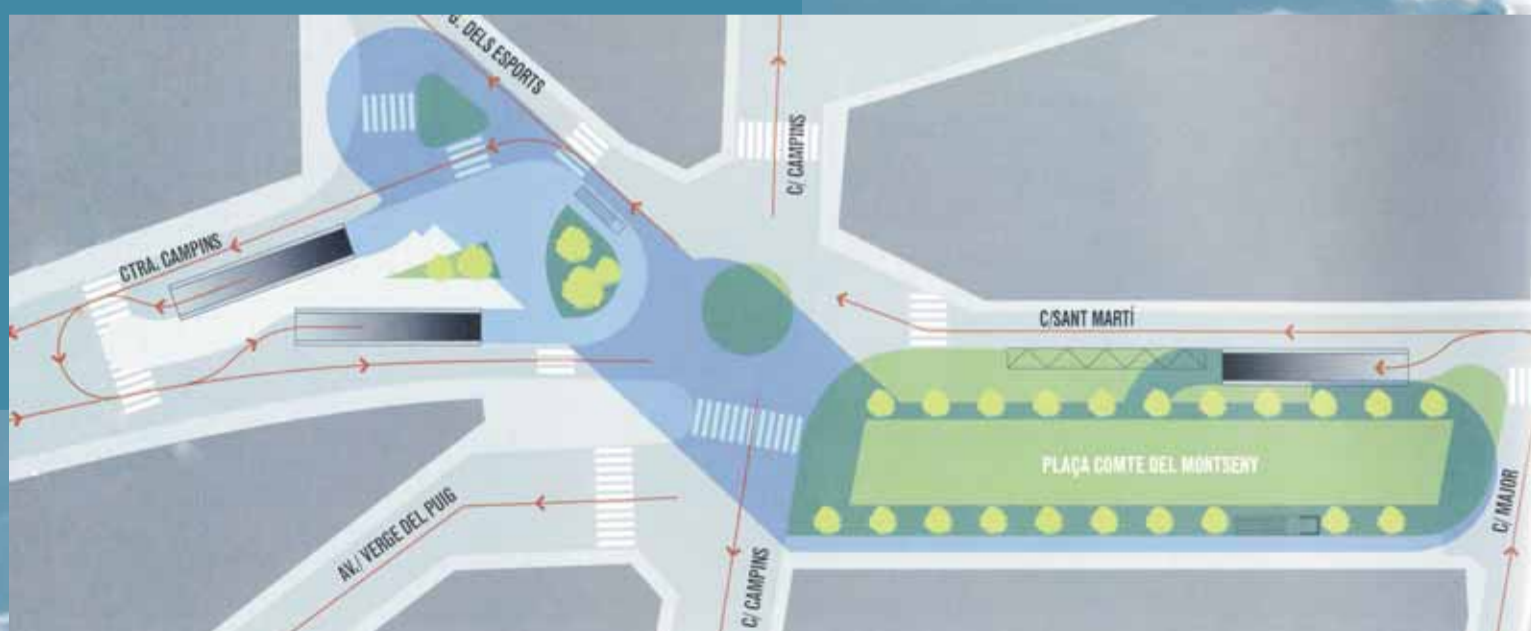 G. DELS ESPORTS
C/ CAMPINS
CTRA. CAMPINS
C/SANT MARTÍ
PLAÇA COMTE DEL MONTSENY
AV./ VERGE DEL PUIG
C/ CAMPINS
C/ MAJOR